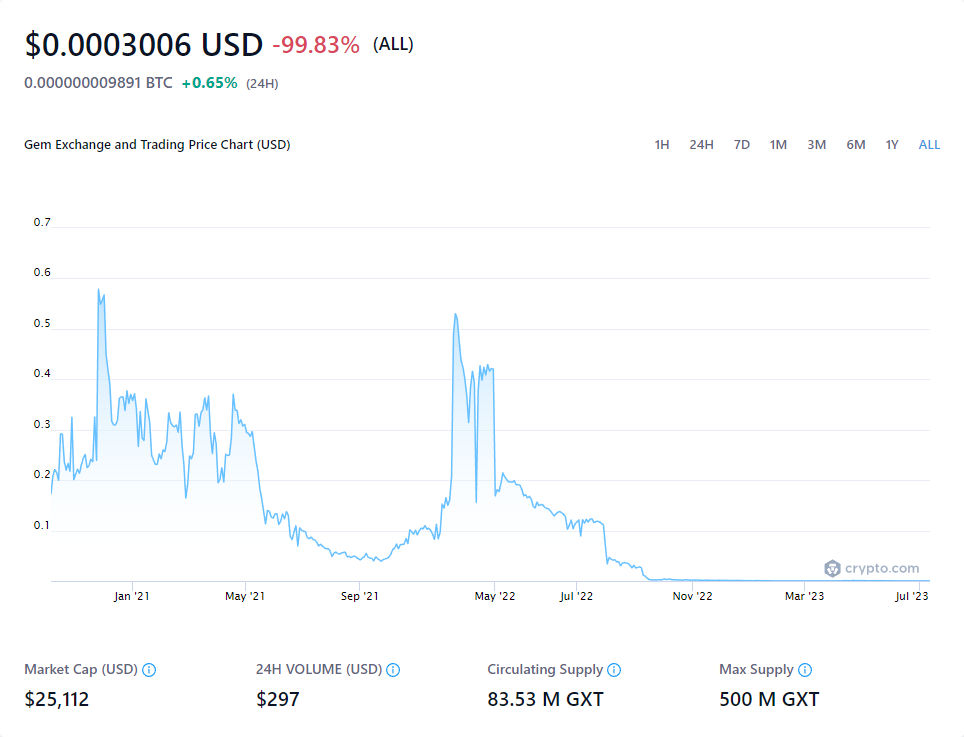 $0.0003006 USD -99.83% (ALL)
0.000000009891 BTC +0.65% (24H)
Gem Exchange and Trading Price Chart (USD) 1H 24H 7D 1M 3M 6M 1Y ALL
0.7
0.6
0.5
0.4
0.3
0.2
0.1
crypto.com
Jan '21 May '21 Sep '21 May '22 Jul '22 Nov '22 Mar '23 Jul '23
Market Cap (USD) 24H VOLUME (USD) Circulating Supply Max Supply
$25,112 $297 83.53 M GXT 500 M GXT